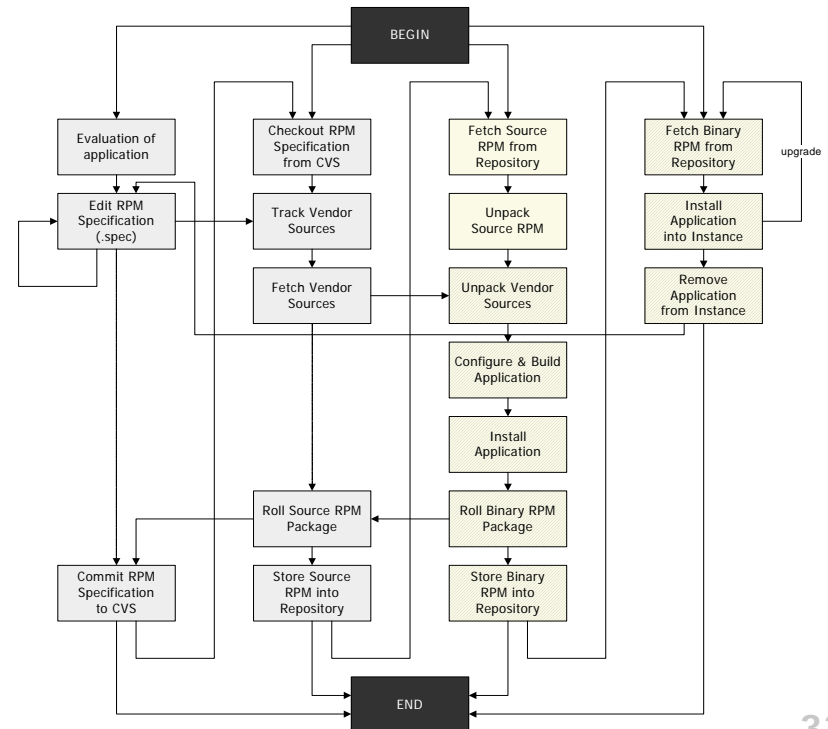 BEGIN
Evaluation of
application
Checkout RPM
Specification
from CVS
Fetch Source
RPM from
Repository
Fetch Binary
RPM from
Repository
upgrade
Edit RPM
Specification
(.spec)
Track Vendor
Sources
Unpack
Source RPM
Install
Application
into Instance
Fetch Vendor
Sources
Unpack Vendor
Sources
Remove
Application
from Instance
Configure & Build
Application
Install
Application
Roll Source RPM
Package
Roll Binary RPM
Package
Commit RPM
Specification
to CVS
Store Source
RPM into
Repository
Store Binary
RPM into
Repository
END